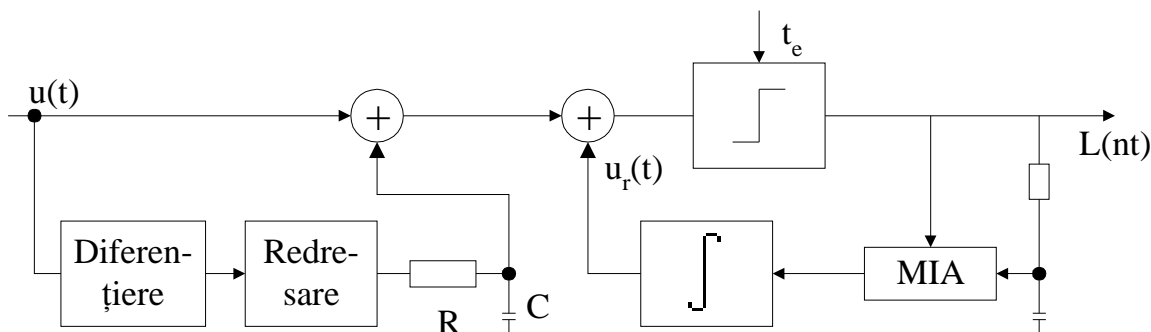 t_e
u(t)
+
+
L(nt)
u_r(t)
Diferen-
țiere
Redre-
sare
MIA
R
C